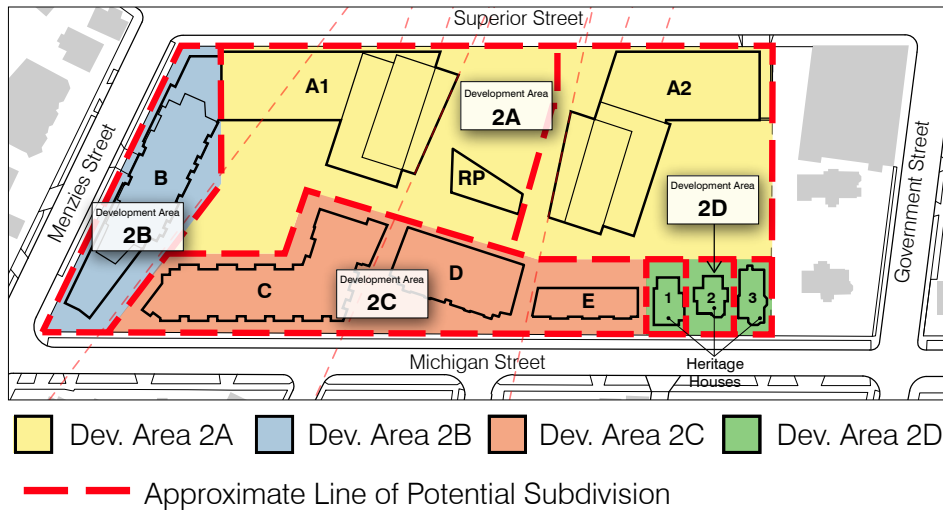 Superior Street
A1
A2
Development Area
2A
RP
B
Menzies Street
Development Area
2B
Development Area
2D
Government Street
C
Development Area
2C
D
E
1
2
3
Michigan Street
Heritage
Houses
Dev. Area 2A
Dev. Area 2B
Dev. Area 2C
Dev. Area 2D
Approximate Line of Potential Subdivision